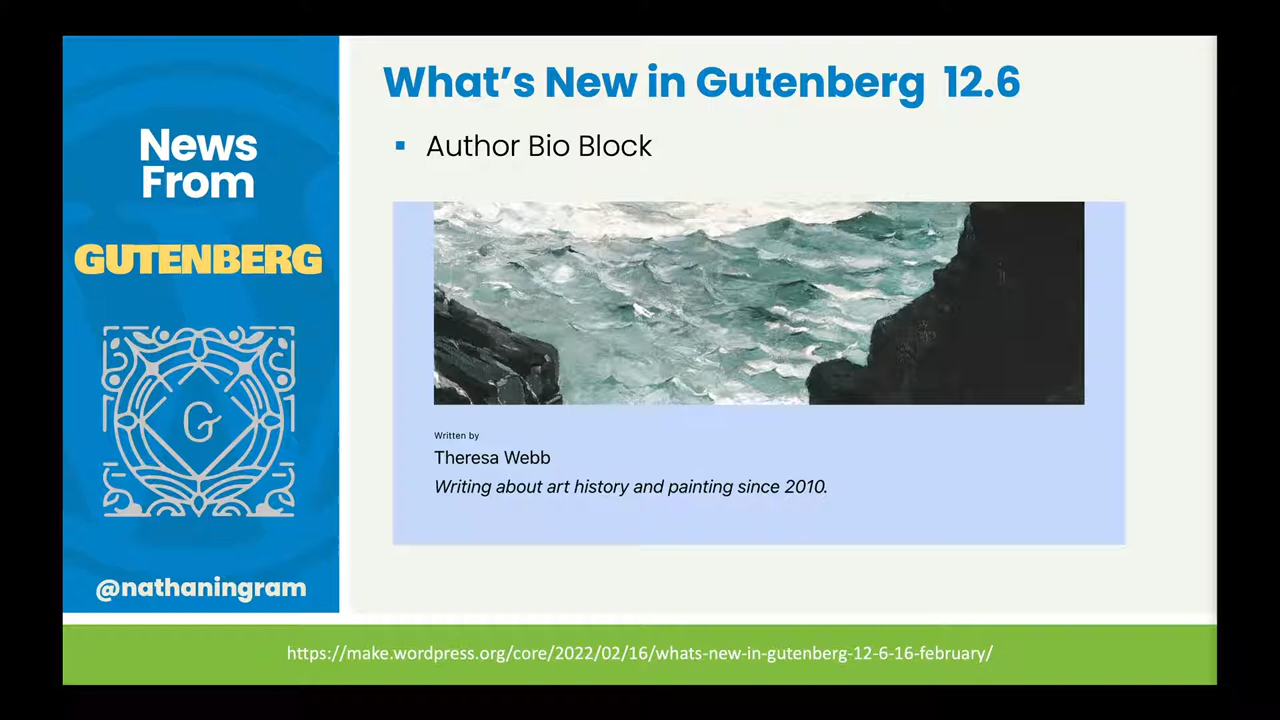 News
From
GUTENBERG
G
@nathaningram
What's New in Gutenberg 12.6
Author Bio Block
Written by
Theresa Webb
Writing about art history and painting since 2010.
https://make.wordpress.org/core/2022/02/16/whats-new-in-gutenberg-12-6-16-february/